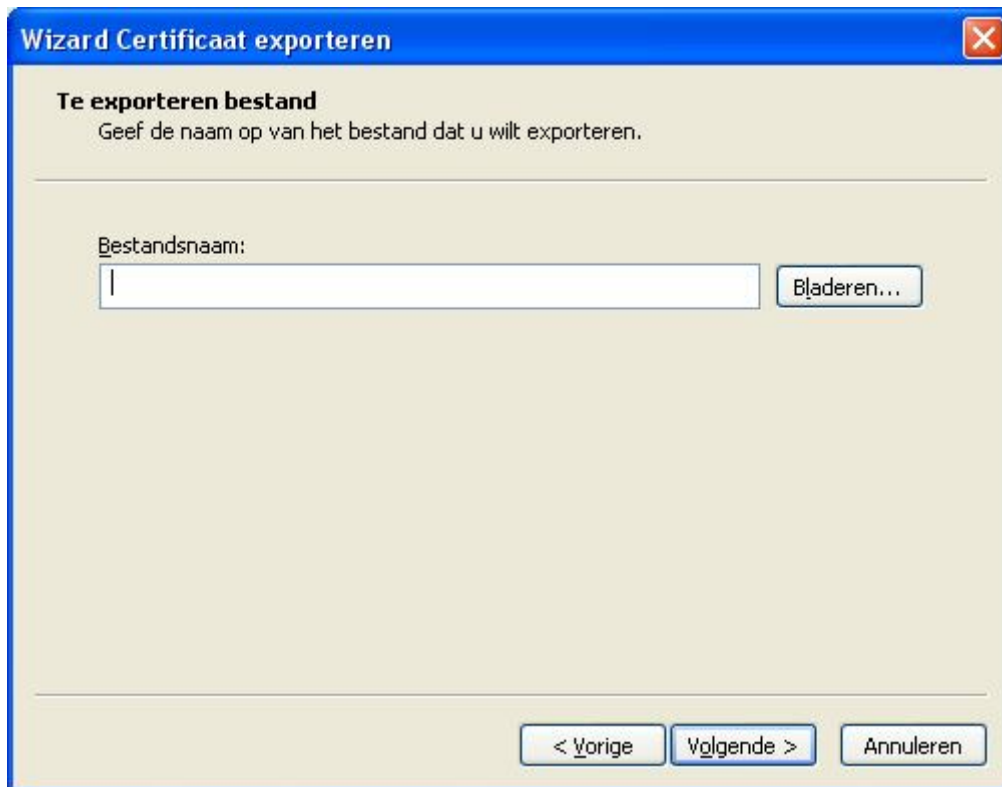 Wizard Certificaat exporteren
Te exporteren bestand
Geef de naam op van het bestand dat u wilt exporteren.
Bestandsnaam:
Bladeren...
< Vorige
Volgende >
Annuleren